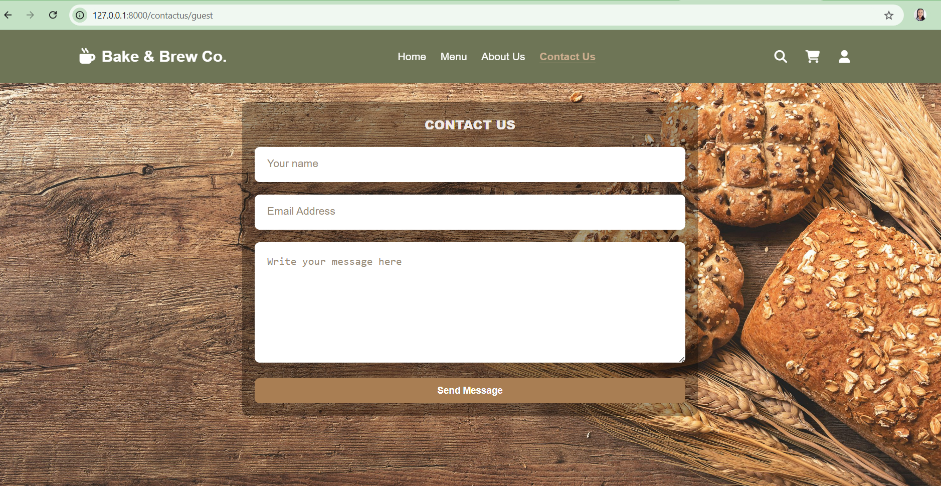 127.0.0.1:8000/contactus/guest
Bake & Brew Co. Home Menu About Us Contact Us
CONTACT US
Your name
Email Address
Write your message here
Send Message